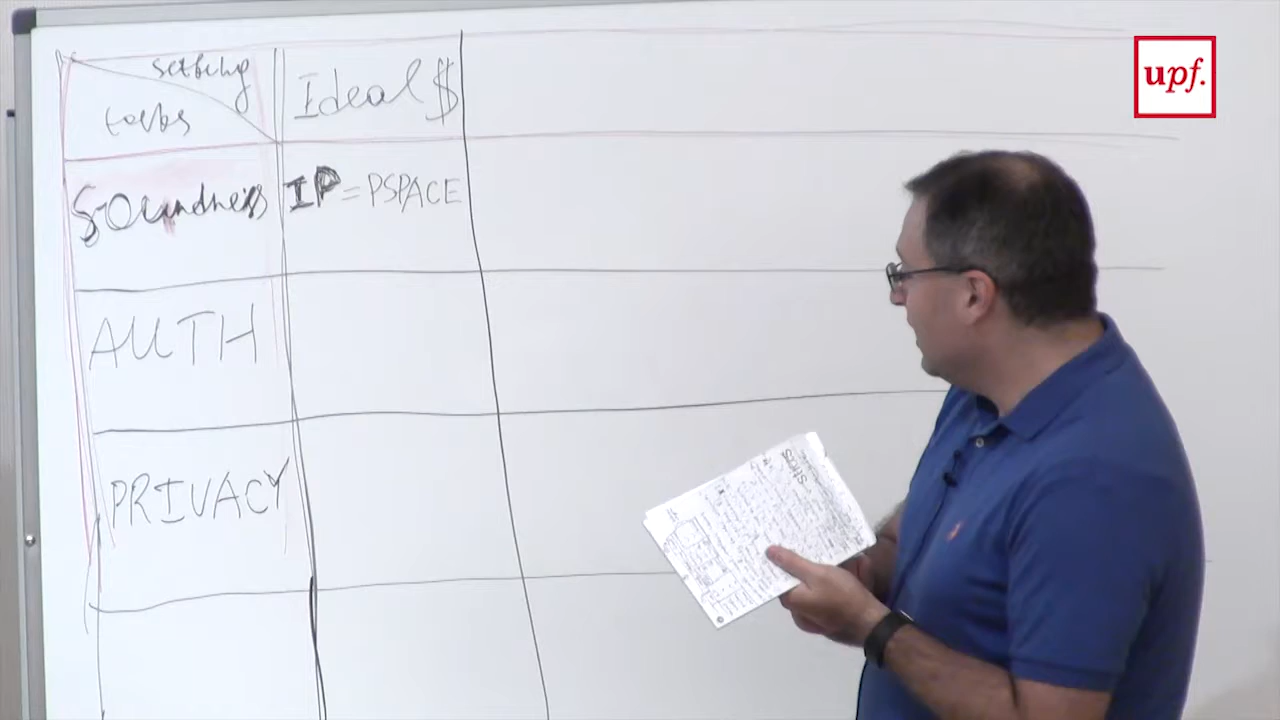 upf.
setting
tasks
Ideal $
Soundness
IP = PSPACE
AUTH
PRIVACY